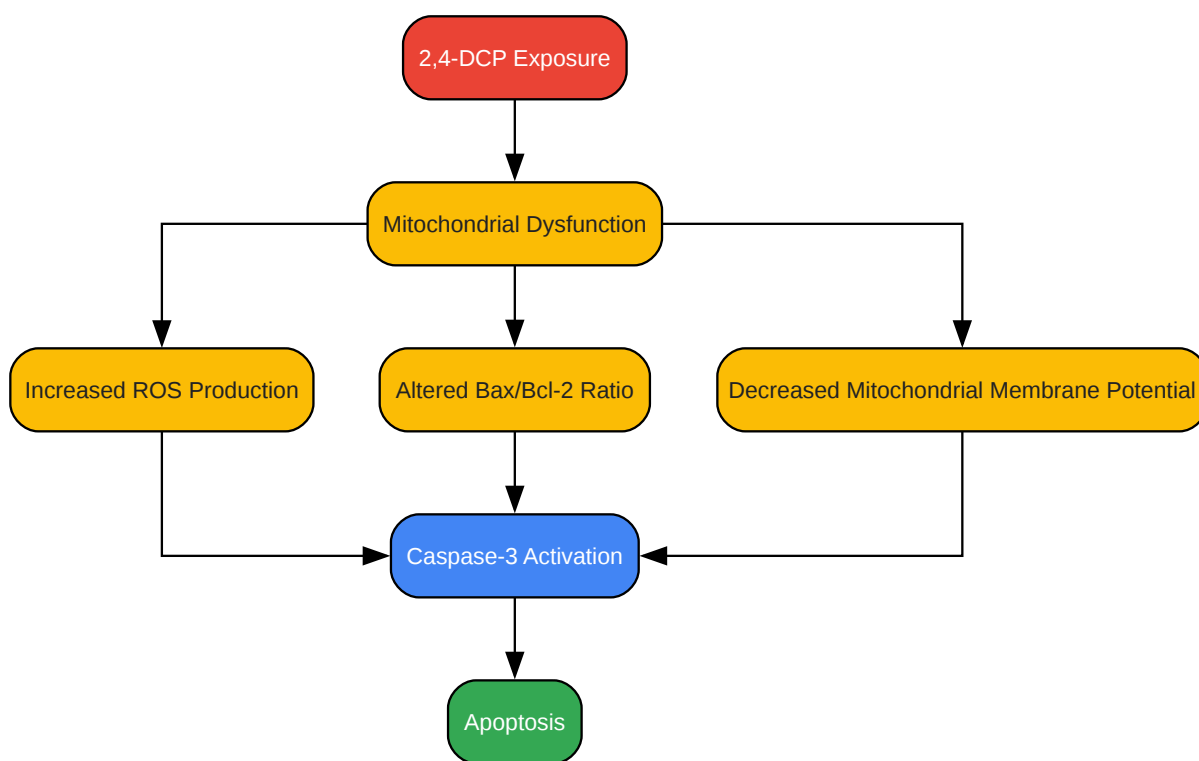 2,4-DCP Exposure
Mitochondrial Dysfunction
Increased ROS Production
Altered Bax/Bcl-2 Ratio
Decreased Mitochondrial Membrane Potential
Caspase-3 Activation
Apoptosis